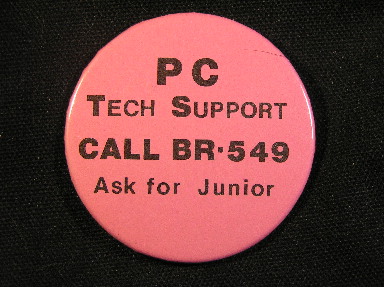 PC
TECH SUPPORT
CALL BR·549
Ask for Junior